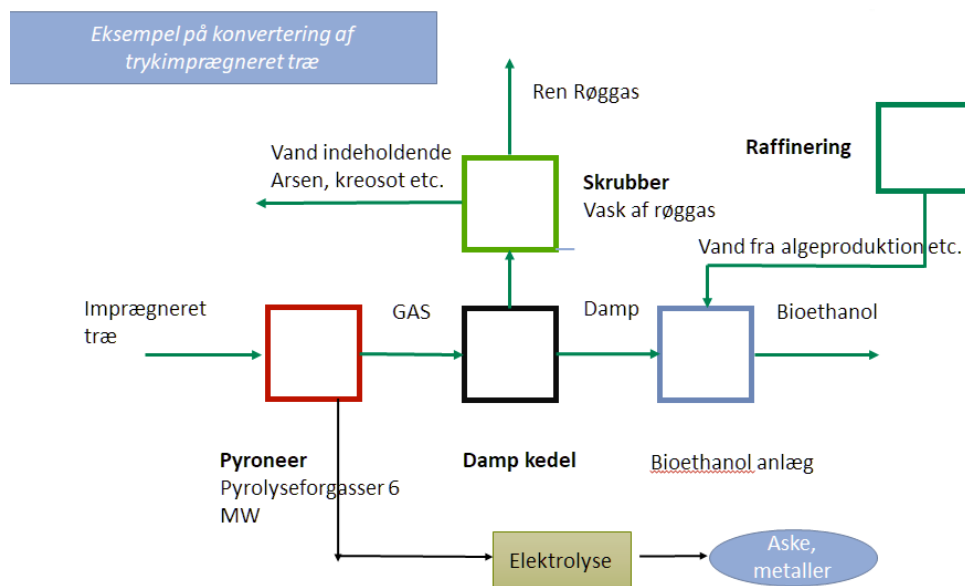 Eksempel på konvertering af
trykimprægneret træ
Ren Røggas
Vand indeholdende
Arsen, kreosot etc.
Raffinering
Skrubber
Vask af røggas
Vand fra algeproduktion etc.
Imprægneret
træ
GAS
Damp
Bioethanol
Pyroneer
Pyrolyseforgasser 6
MW
Damp kedel
Bioethanol anlæg
Elektrolyse
Aske,
metaller